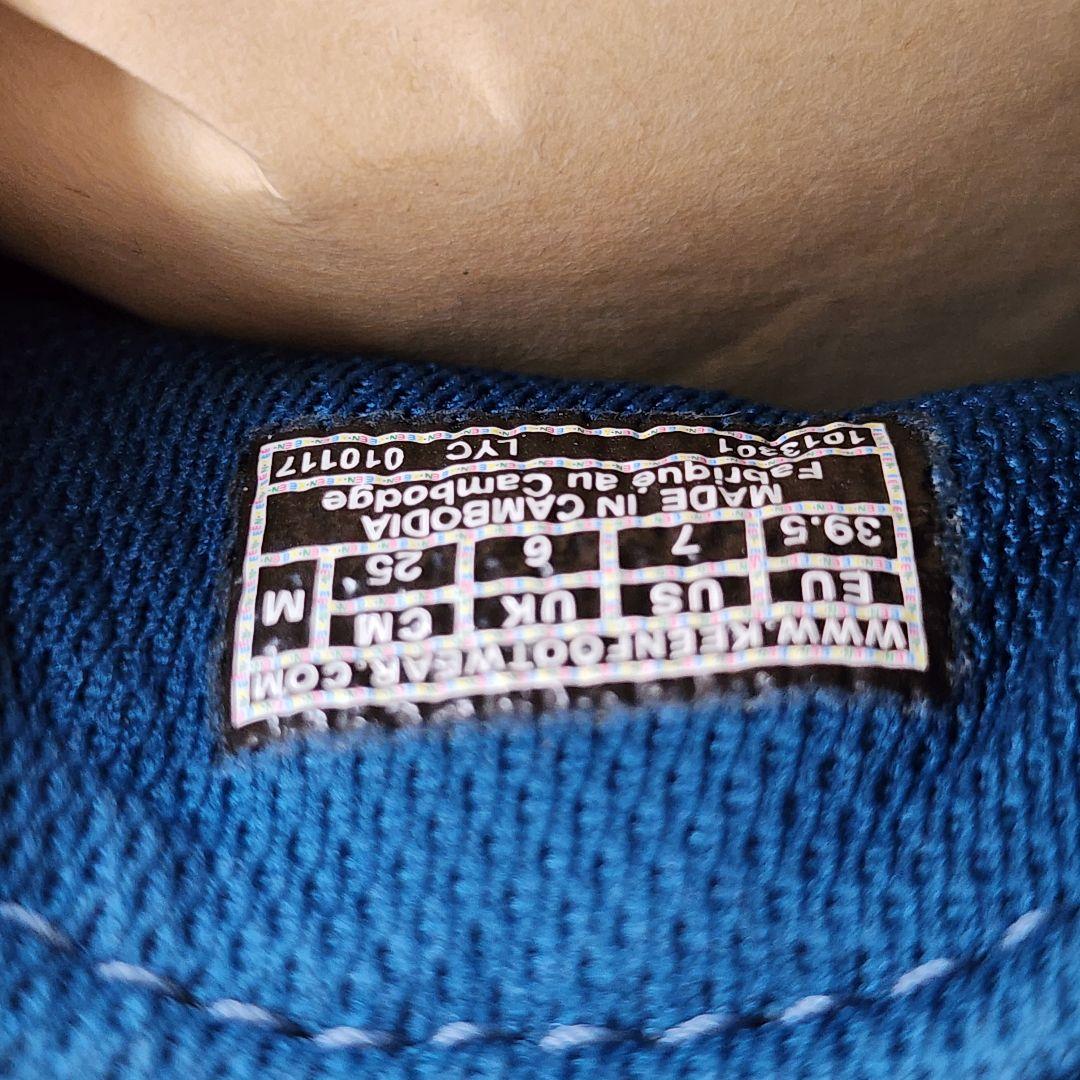 WWW.KEENFOOTWEAR.COM
EU US UK CM M
39.5 7 6 25
MADE IN CAMBODIA
Fabriqué au Cambodge
1013301 LYC 010117